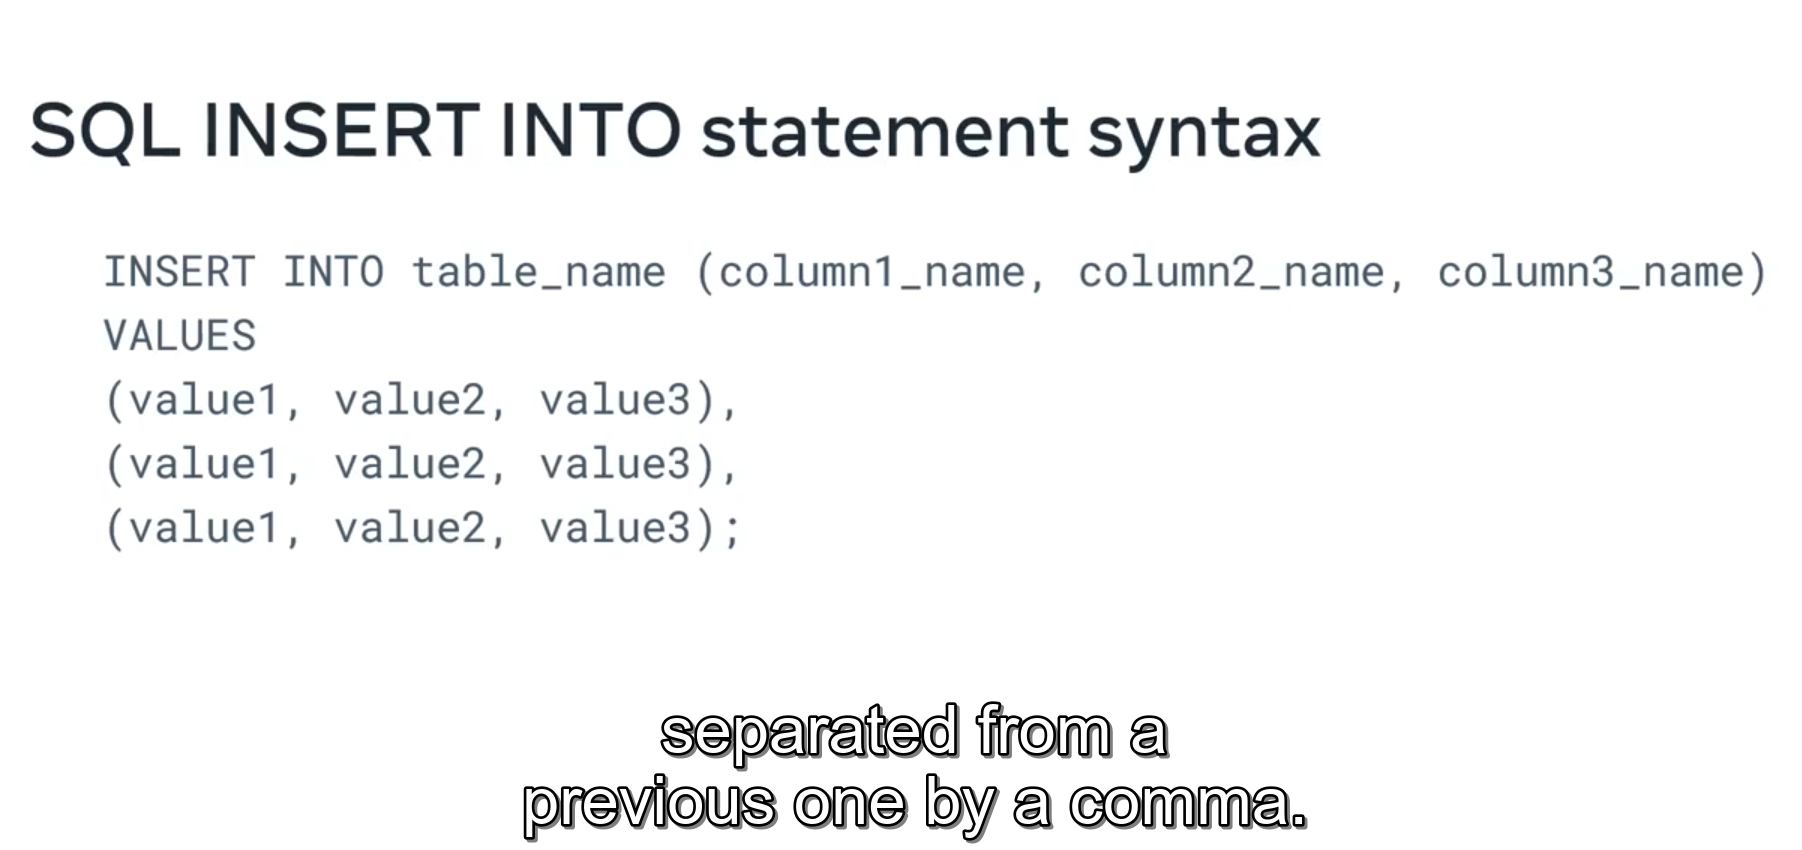 SQL INSERT INTO statement syntax
INSERT INTO table_name (column1_name, column2_name, column3_name)
VALUES
(value1, value2, value3),
(value1, value2, value3),
(value1, value2, value3);
separated from a
previous one by a comma.